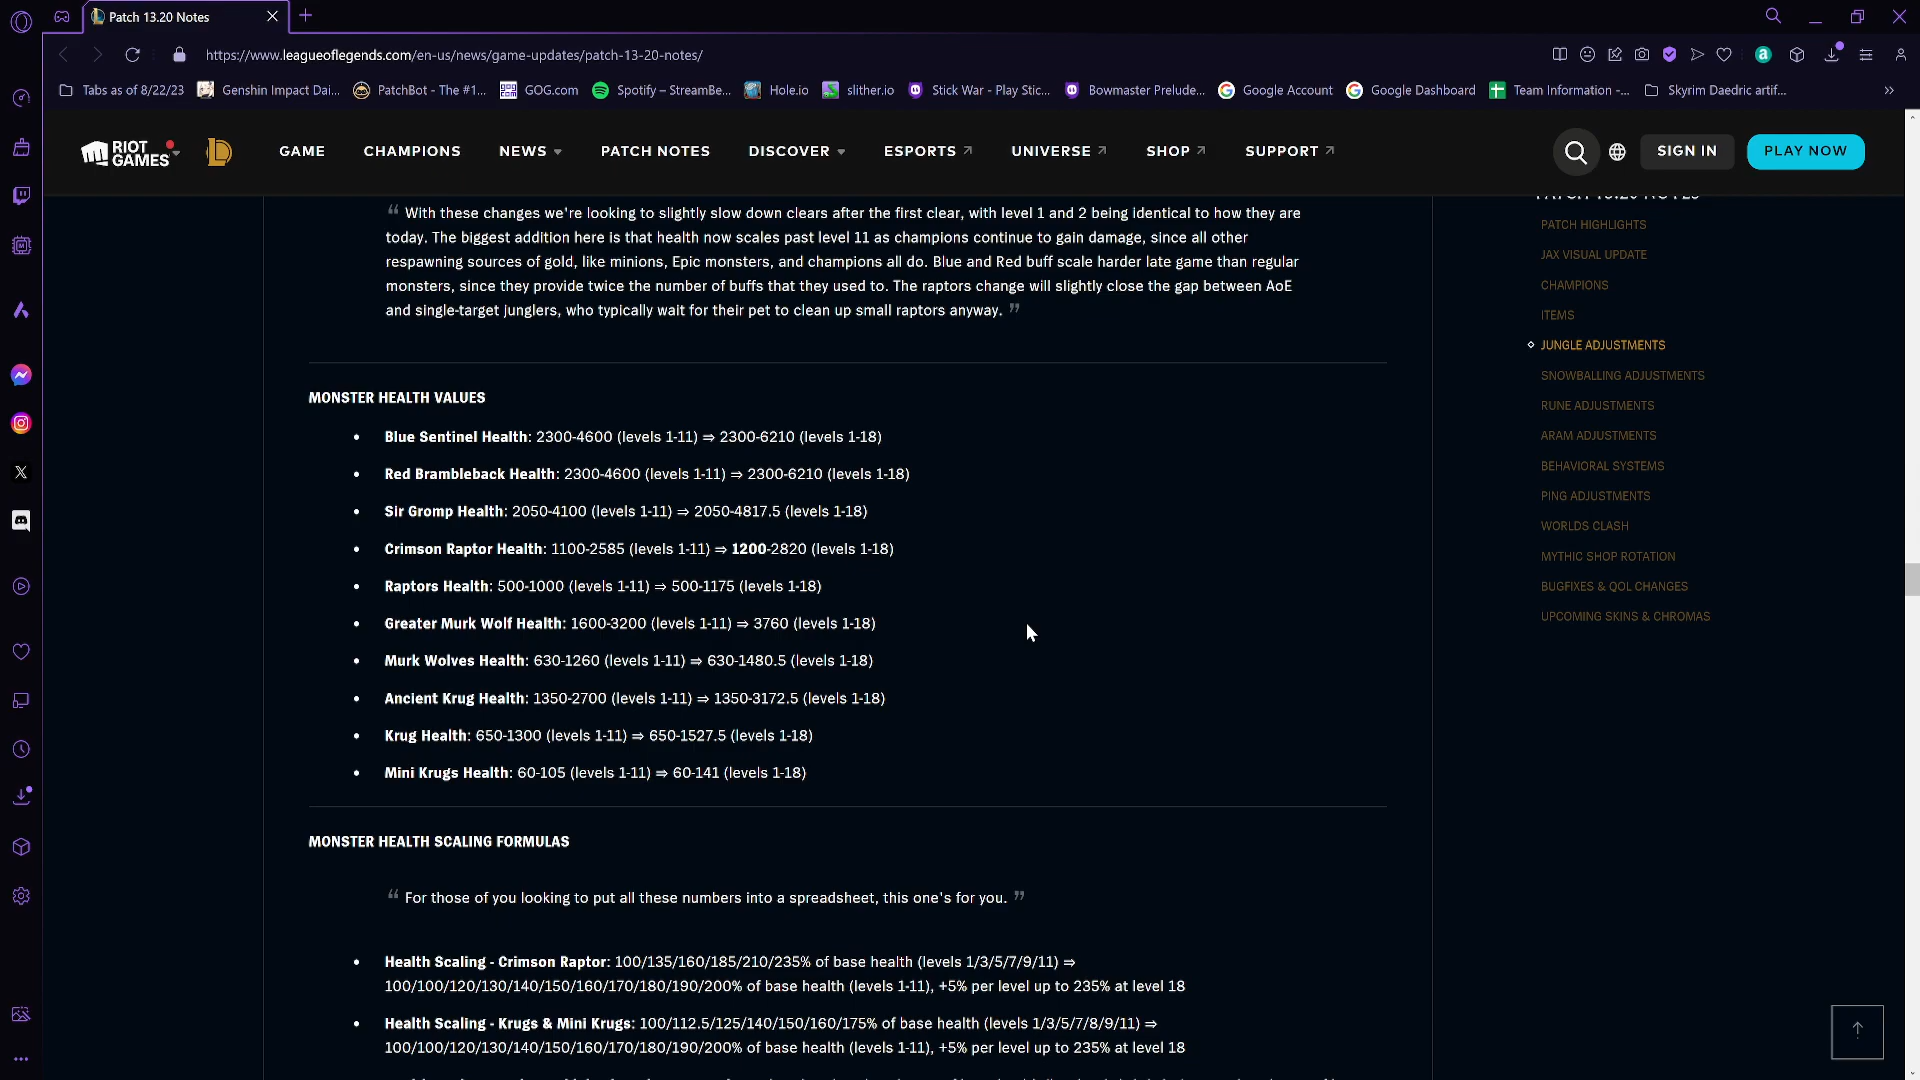 Patch 13.20 Notes
https://www.leagueoflegends.com/en-us/news/game-updates/patch-13-20-notes/
Tabs as of 8/22/23 Genshin Impact Dai... PatchBot - The #1... GOG.com Spotify – StreamBe... Hole.io slither.io Stick War - Play Stic... Bowmaster Prelude... Google Account Google Dashboard Team Information -... Skyrim Daedric artif...
RIOT GAMES GAME CHAMPIONS NEWS PATCH NOTES DISCOVER ESPORTS UNIVERSE SHOP SUPPORT SIGN IN PLAY NOW
“ With these changes we're looking to slightly slow down clears after the first clear, with level 1 and 2 being identical to how they are
today. The biggest addition here is that health now scales past level 11 as champions continue to gain damage, since all other
respawning sources of gold, like minions, Epic monsters, and champions all do. Blue and Red buff scale harder late game than regular
monsters, since they provide twice the number of buffs that they used to. The raptors change will slightly close the gap between AoE
and single-target junglers, who typically wait for their pet to clean up small raptors anyway. ”
MONSTER HEALTH VALUES
• Blue Sentinel Health: 2300-4600 (levels 1-11) ⇒ 2300-6210 (levels 1-18)
• Red Brambleback Health: 2300-4600 (levels 1-11) ⇒ 2300-6210 (levels 1-18)
• Sir Gromp Health: 2050-4100 (levels 1-11) ⇒ 2050-4817.5 (levels 1-18)
• Crimson Raptor Health: 1100-2585 (levels 1-11) ⇒ 1200-2820 (levels 1-18)
• Raptors Health: 500-1000 (levels 1-11) ⇒ 500-1175 (levels 1-18)
• Greater Murk Wolf Health: 1600-3200 (levels 1-11) ⇒ 3760 (levels 1-18)
• Murk Wolves Health: 630-1260 (levels 1-11) ⇒ 630-1480.5 (levels 1-18)
• Ancient Krug Health: 1350-2700 (levels 1-11) ⇒ 1350-3172.5 (levels 1-18)
• Krug Health: 650-1300 (levels 1-11) ⇒ 650-1527.5 (levels 1-18)
• Mini Krugs Health: 60-105 (levels 1-11) ⇒ 60-141 (levels 1-18)
MONSTER HEALTH SCALING FORMULAS
“ For those of you looking to put all these numbers into a spreadsheet, this one's for you. ”
• Health Scaling - Crimson Raptor: 100/135/160/185/210/235% of base health (levels 1/3/5/7/9/11) ⇒
100/100/120/130/140/150/160/170/180/190/200% of base health (levels 1-11), +5% per level up to 235% at level 18
• Health Scaling - Krugs & Mini Krugs: 100/112.5/125/140/150/160/175% of base health (levels 1/3/5/7/8/9/11) ⇒
100/100/120/130/140/150/160/170/180/190/200% of base health (levels 1-11), +5% per level up to 235% at level 18
PATCH 13.20 NOTES
PATCH HIGHLIGHTS
JAX VISUAL UPDATE
CHAMPIONS
ITEMS
JUNGLE ADJUSTMENTS
SNOWBALLING ADJUSTMENTS
RUNE ADJUSTMENTS
ARAM ADJUSTMENTS
BEHAVIORAL SYSTEMS
PING ADJUSTMENTS
WORLDS CLASH
MYTHIC SHOP ROTATION
BUGFIXES & QOL CHANGES
UPCOMING SKINS & CHROMAS